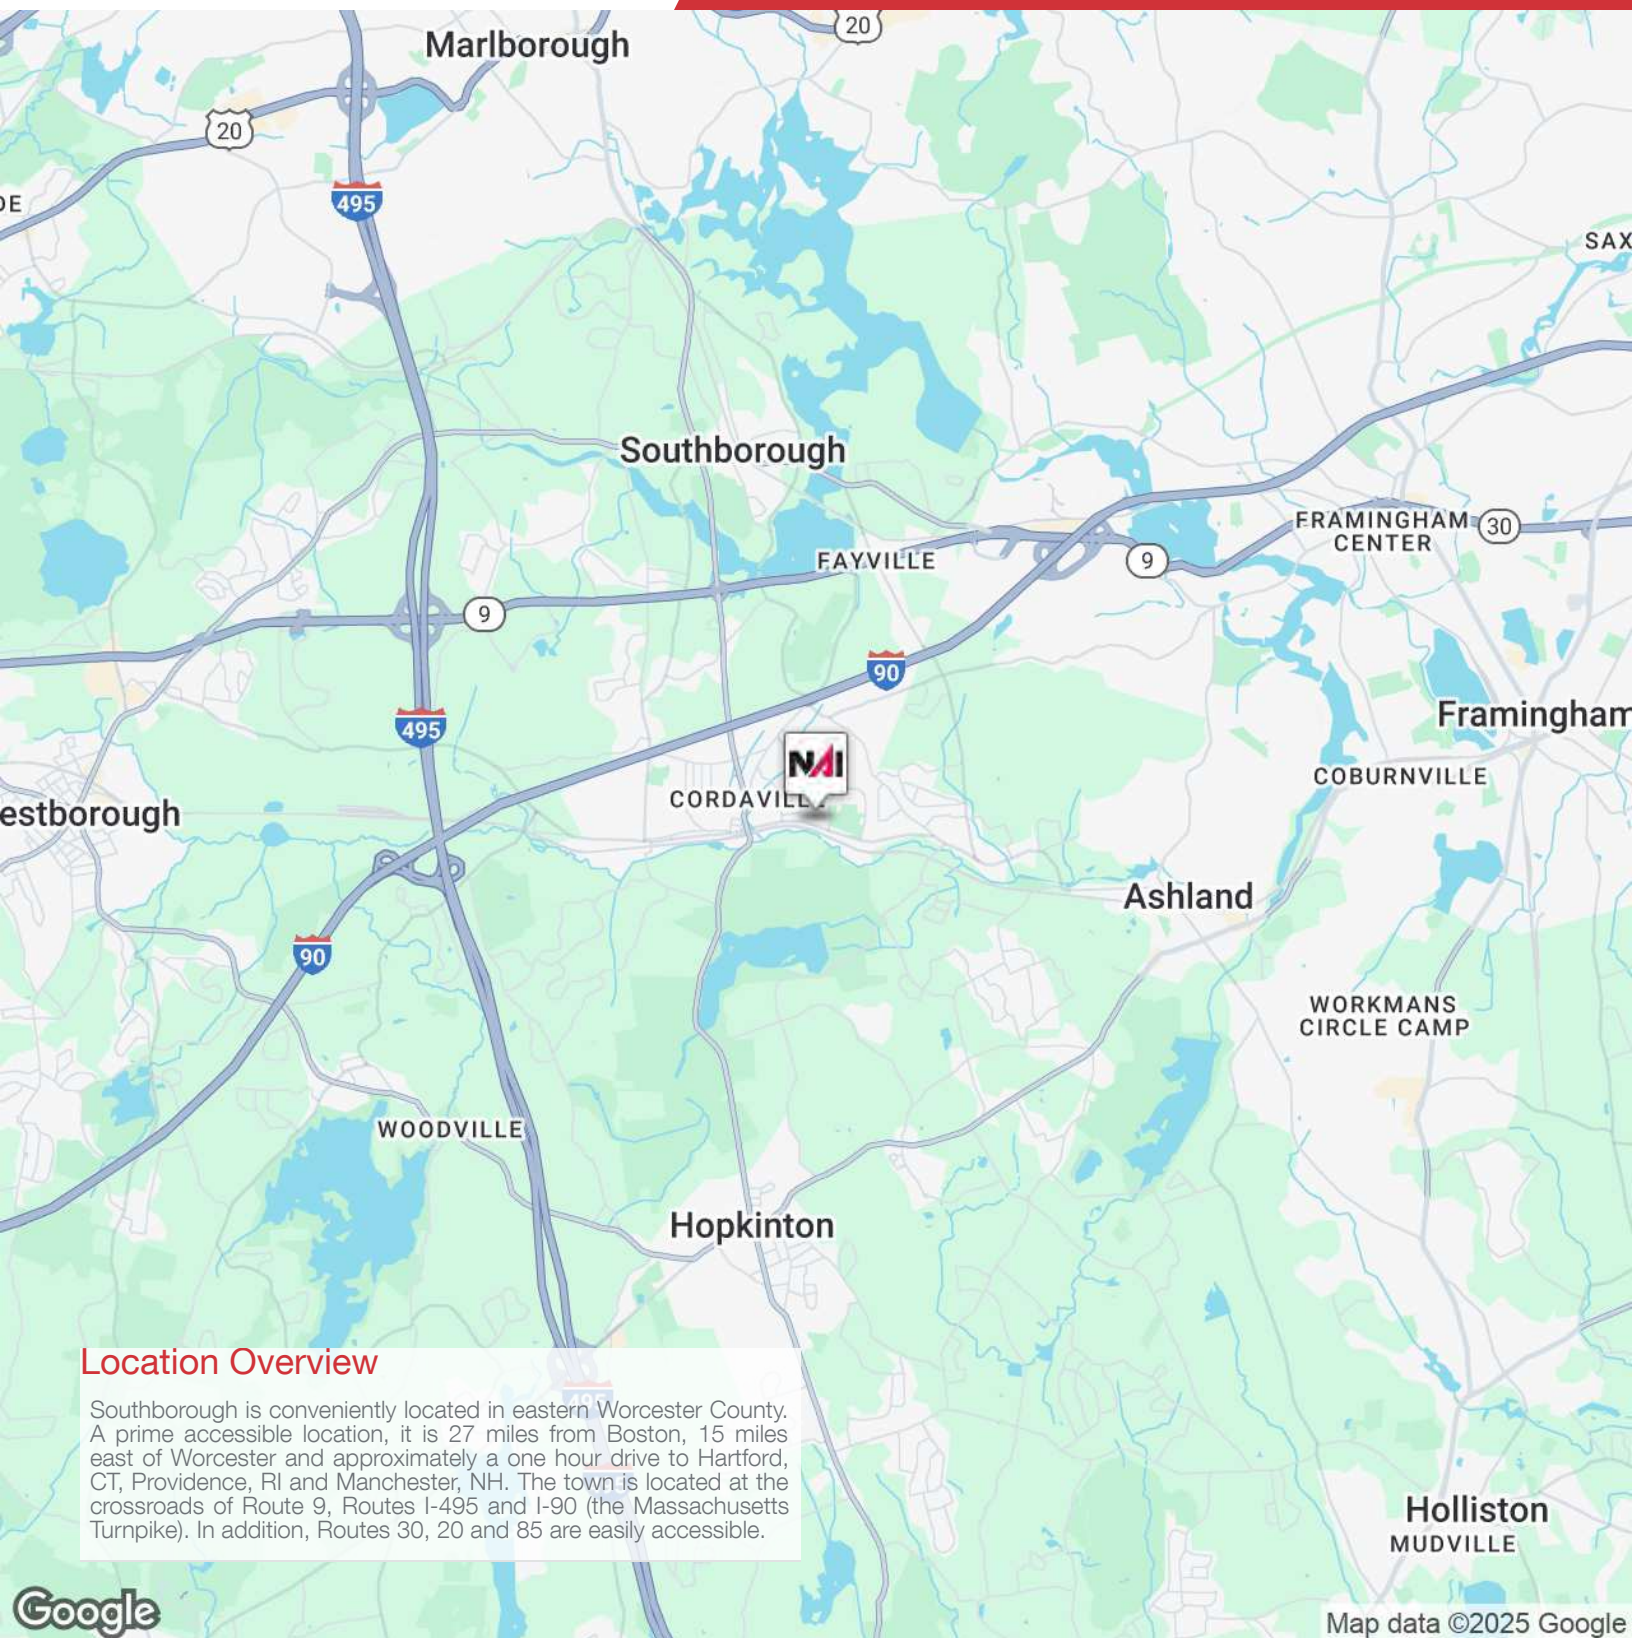 20
Marlborough
20
DE
495
SAX
Southborough
FRAMINGHAM
CENTER
30
FAYVILLE
9
9
90
495
Framingham
NAI
COBURNVILLE
CORDAVILLE
estborough
Ashland
90
WORKMANS
CIRCLE CAMP
WOODVILLE
Hopkinton
Location Overview
495
Southborough is conveniently located in eastern Worcester County.
A prime accessible location, it is 27 miles from Boston, 15 miles
east of Worcester and approximately a one hour drive to Hartford,
CT, Providence, RI and Manchester, NH. The town is located at the
crossroads of Route 9, Routes I-495 and I-90 (the Massachusetts
Turnpike). In addition, Routes 30, 20 and 85 are easily accessible.
Holliston
MUDVILLE
Google
Map data ©2025 Google